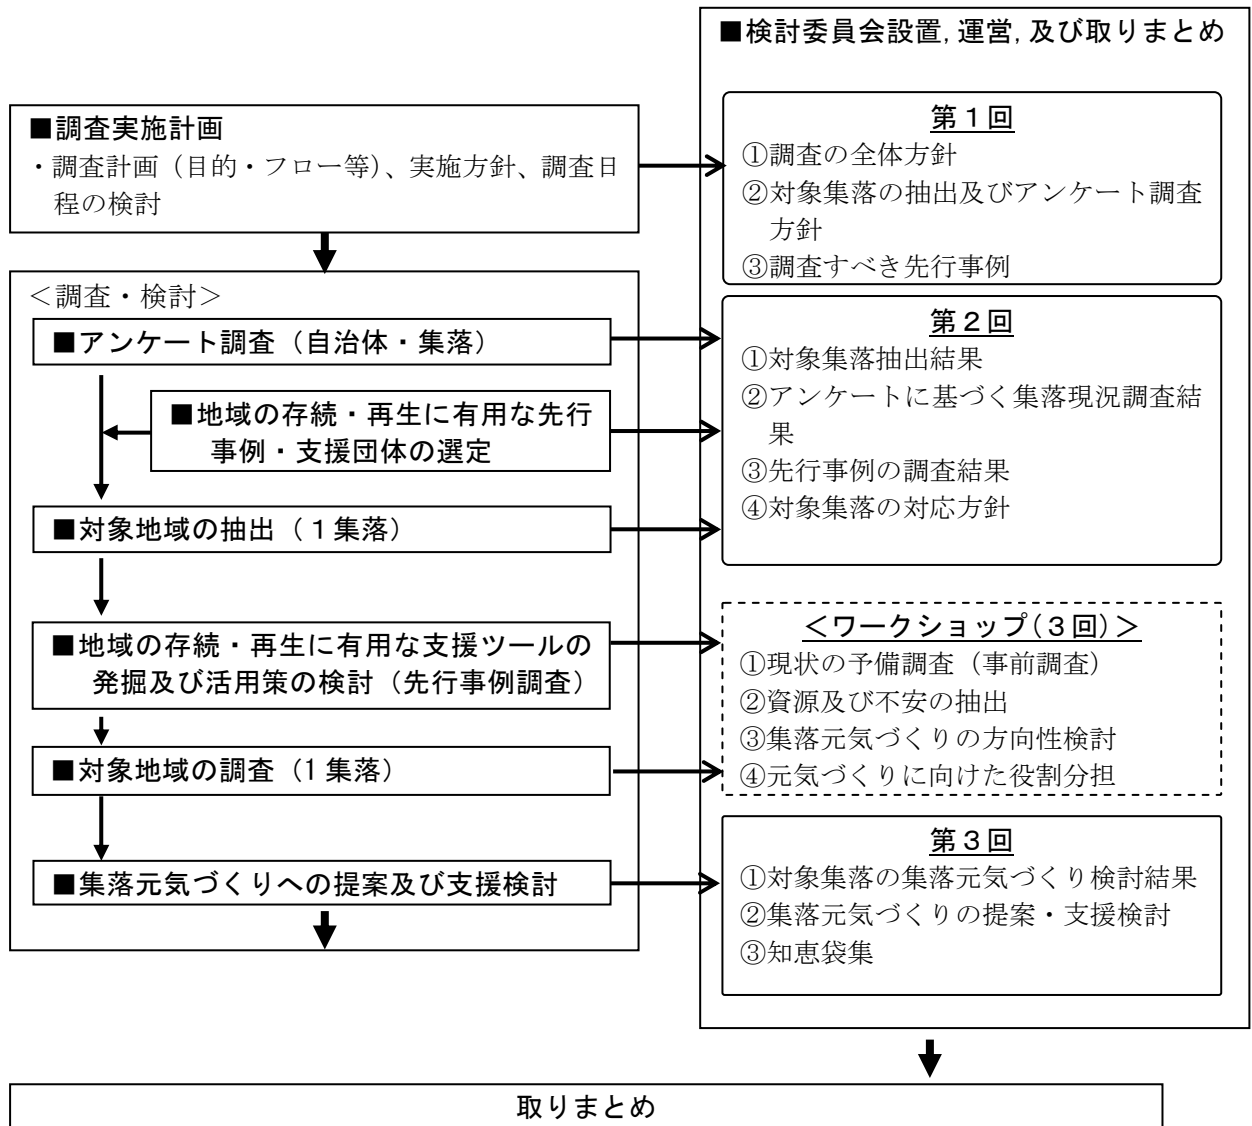 ■検討委員会設置,運営,及び取りまとめ
■調査実施計画
・調査計画（目的・フロー等）、実施方針、調査日
程の検討
第１回
①調査の全体方針
②対象集落の抽出及びアンケート調査
方針
③調査すべき先行事例
＜調査・検討＞
■アンケート調査（自治体・集落）
■地域の存続・再生に有用な先行
事例・支援団体の選定
■対象地域の抽出（１集落）
第２回
①対象集落抽出結果
②アンケートに基づく集落現況調査結
果
③先行事例の調査結果
④対象集落の対応方針
■地域の存続・再生に有用な支援ツールの
発掘及び活用策の検討（先行事例調査）
■対象地域の調査（1集落）
＜ワークショップ(３回)＞
①現状の予備調査（事前調査）
②資源及び不安の抽出
③集落元気づくりの方向性検討
④元気づくりに向けた役割分担
■集落元気づくりへの提案及び支援検討
第３回
①対象集落の集落元気づくり検討結果
②集落元気づくりの提案・支援検討
③知恵袋集
取りまとめ